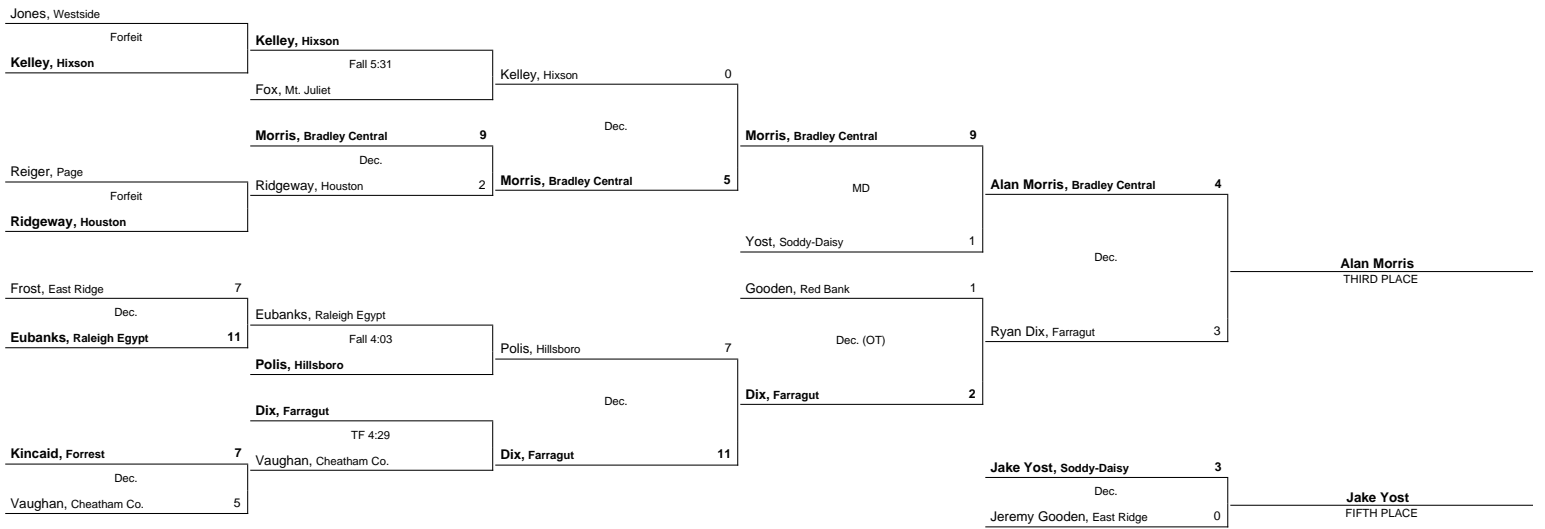 Jones, Westside
Forfeit
Kelley, Hixson
Kelley, Hixson
Fall 5:31
Fox, Mt. Juliet
Kelley, Hixson 0
Dec.
Morris, Bradley Central 5
Morris, Bradley Central 9
Dec.
Ridgeway, Houston 2
Reiger, Page
Forfeit
Ridgeway, Houston
Morris, Bradley Central 9
MD
Yost, Soddy-Daisy 1
Alan Morris, Bradley Central 4
Dec.
Ryan Dix, Farragut 3
Alan Morris
THIRD PLACE
Frost, East Ridge 7
Dec.
Eubanks, Raleigh Egypt 11
Eubanks, Raleigh Egypt
Fall 4:03
Polis, Hillsboro
Polis, Hillsboro 7
Dec.
Dix, Farragut 11
Gooden, Red Bank 1
Dec. (OT)
Dix, Farragut 2
Dix, Farragut
TF 4:29
Vaughan, Cheatham Co.
Kincaid, Forrest 7
Dec.
Vaughan, Cheatham Co. 5
Jake Yost, Soddy-Daisy 3
Dec.
Jeremy Gooden, East Ridge 0
Jake Yost
FIFTH PLACE